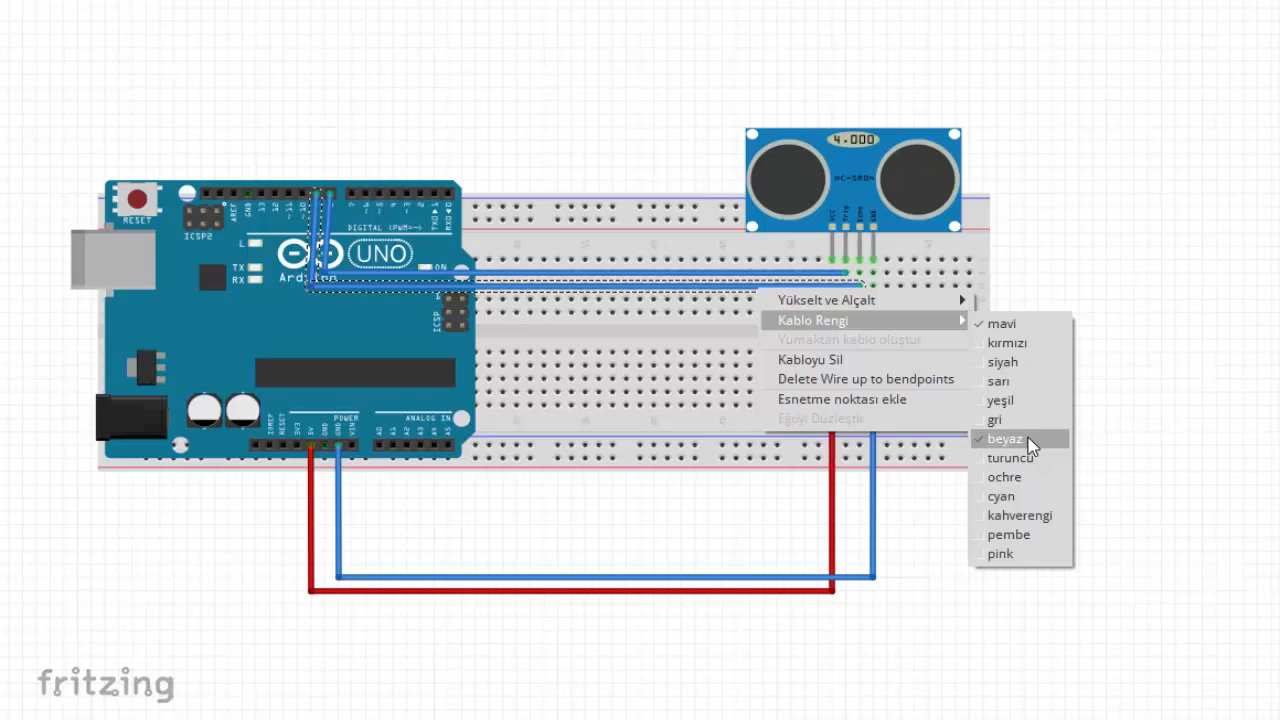 4.000
HC-SR04
VCC
Trig
Echo
GND
RESET
ICSP2
AREF
GND
13
12
~11
~10
7
~6
~5
4
~3
2
TX0►1
RX0◄0
DIGITAL (PWM=~)
L
TX
RX
UNO
ON
Arduino
ICSP
IOREF
RESET
3V3
5V
GND
GND
VIN
POWER
ANALOG IN
A0
A1
A2
A3
A4
A5
Yükselt ve Alçalt
Kablo Rengi
Yumaktan kablo oluştur
Kabloyu Sil
Delete Wire up to bendpoints
Esnetme noktası ekle
Eğriyi Düzleştir
mavi
kırmızı
siyah
sarı
yeşil
gri
beyaz
turuncu
ochre
cyan
kahverengi
pembe
pink
fritzing